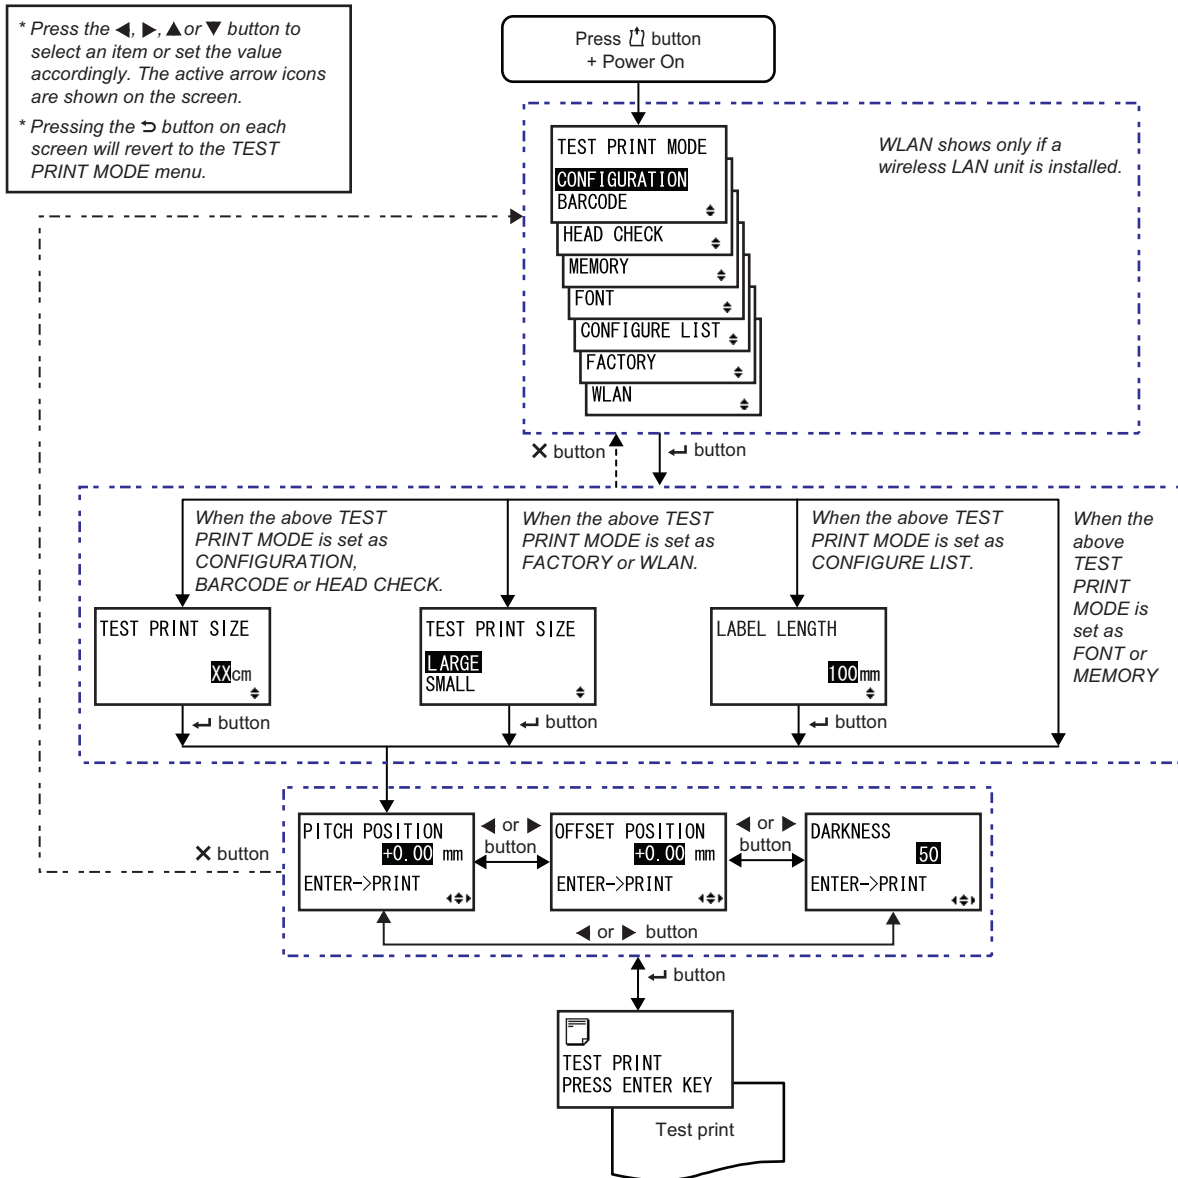 * Press the ◀, ▶, ▲ or ▼ button to
select an item or set the value
accordingly. The active arrow icons
are shown on the screen.
* Pressing the ⮌ button on each
screen will revert to the TEST
PRINT MODE menu.
Press button
+ Power On
WLAN shows only if a
wireless LAN unit is installed.
TEST PRINT MODE
CONFIGURATION
BARCODE
HEAD CHECK
MEMORY
FONT
CONFIGURE LIST
FACTORY
WLAN
✕ button
↵ button
When the above TEST
PRINT MODE is set as
CONFIGURATION,
BARCODE or HEAD CHECK.
When the above TEST
PRINT MODE is set as
FACTORY or WLAN.
When the above TEST
PRINT MODE is set as
CONFIGURE LIST.
When the
above
TEST
PRINT
MODE is
set as
FONT or
MEMORY
TEST PRINT SIZE
XXcm
TEST PRINT SIZE
LARGE
SMALL
LABEL LENGTH
100mm
↵ button
↵ button
↵ button
✕ button
PITCH POSITION
+0.00 mm
ENTER->PRINT
◀ or ▶
button
OFFSET POSITION
+0.00 mm
ENTER->PRINT
◀ or ▶
button
DARKNESS
50
ENTER->PRINT
◀ or ▶ button
↵ button
TEST PRINT
PRESS ENTER KEY
Test print